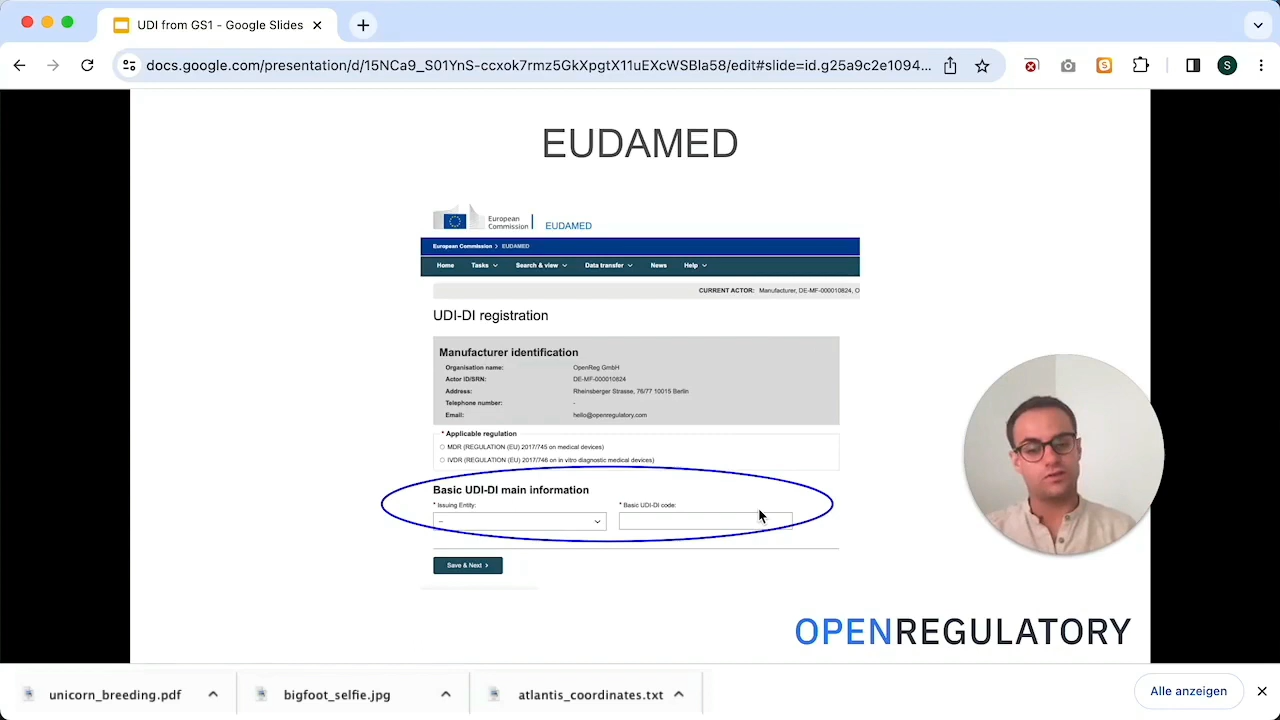 UDI from GS1 - Google Slides
docs.google.com/presentation/d/15NCa9_S01YnS-ccxok7rmz5GkXpgtX11uEXcWSBla58/edit#slide=id.g25a9c2e1094...
S
S
EUDAMED
European
Commission
EUDAMED
European Commission > EUDAMED
Home Tasks Search & view Data transfer News Help
CURRENT ACTOR: Manufacturer, DE-MF-000010824, O
UDI-DI registration
Manufacturer identification
Organisation name: OpenReg GmbH
Actor ID/SRN: DE-MF-000010824
Address: Rheinsberger Strasse, 76/77 10015 Berlin
Telephone number: -
Email: hello@openregulatory.com
* Applicable regulation
MDR (REGULATION (EU) 2017/745 on medical devices)
IVDR (REGULATION (EU) 2017/746 on in vitro diagnostic medical devices)
Basic UDI-DI main information
* Issuing Entity: * Basic UDI-DI code:
--
Save & Next >
OPENREGULATORY
unicorn_breeding.pdf bigfoot_selfie.jpg atlantis_coordinates.txt Alle anzeigen